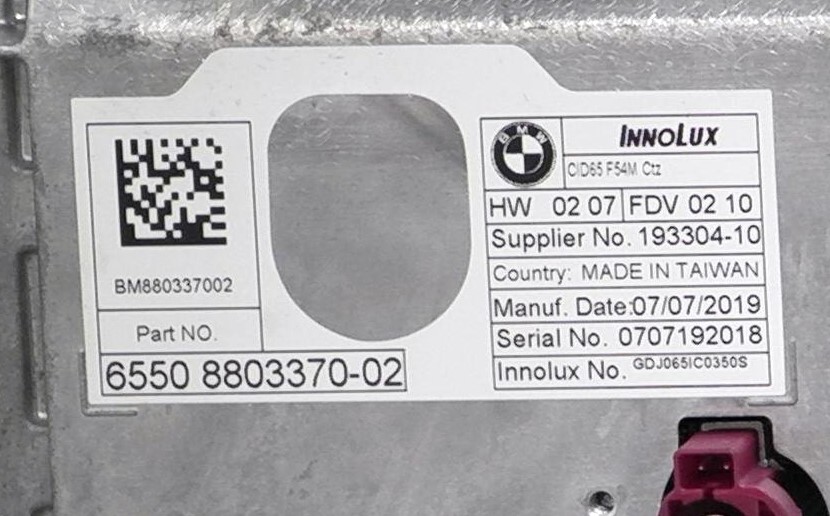 BM880337002
Part NO.
6550 8803370-02
BMW
INNOLUX
CID65 F54M Ctz
HW 02 07 FDV 02 10
Supplier No. 193304-10
Country: MADE IN TAIWAN
Manuf. Date:07/07/2019
Serial No. 0707192018
Innolux No. GDJ065IC0350S